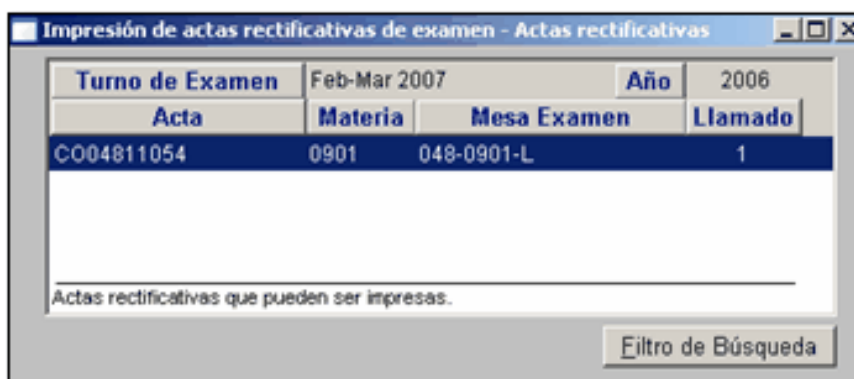 Impresión de actas rectificativas de examen - Actas rectificativas
Turno de Examen Feb-Mar 2007 Año 2006
Acta Materia Mesa Examen Llamado
CO04811054 0901 048-0901-L 1
Actas rectificativas que pueden ser impresas.
Filtro de Búsqueda